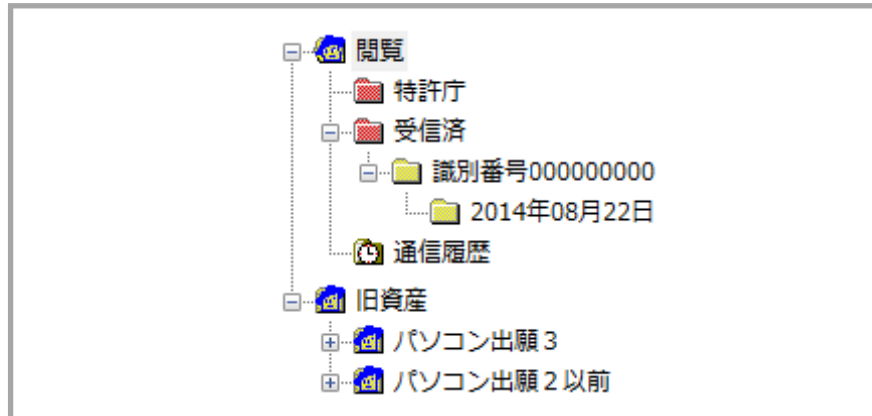 閲覧
特許庁
受信済
識別番号000000000
2014年08月22日
通信履歴
旧資産
パソコン出願３
パソコン出願２以前